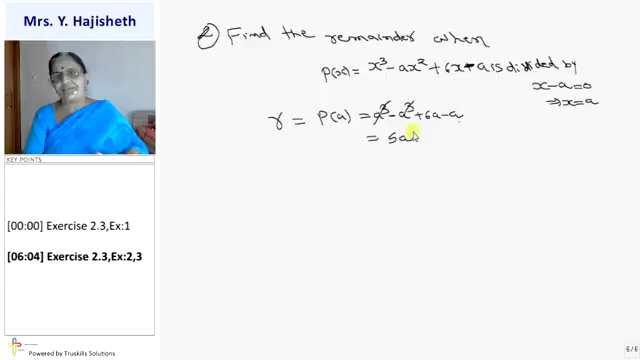 Mrs. Y. Hajisheth
② Find the remainder when
p(x) = x³ - ax² + 6x - a is divided by
x - a = 0
⇒ x = a
r = p(a) = a³ - a³ + 6a - a
= 5a
KEY POINTS
[00:00] Exercise 2.3,Ex:1
[06:04] Exercise 2.3,Ex:2,3
Powered by Truskills Solutions
6/6